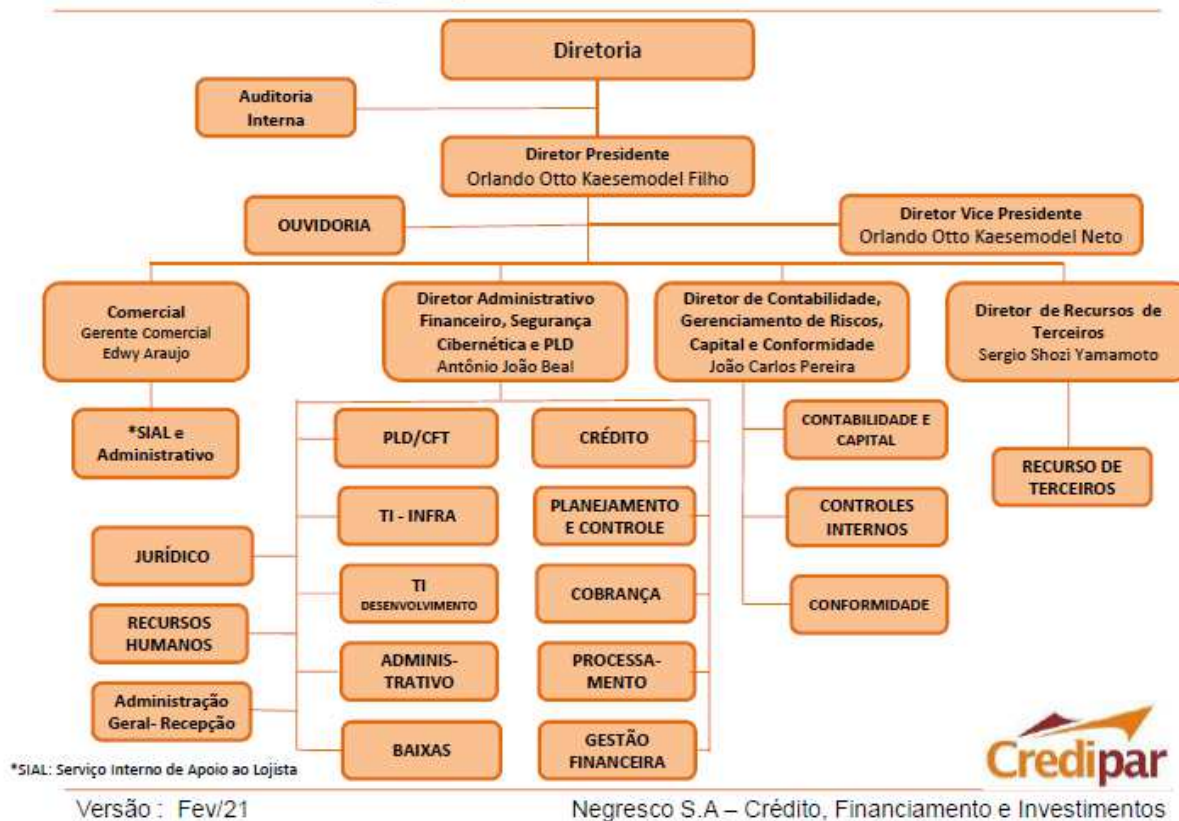 Diretoria
Auditoria
Interna
Diretor Presidente
Orlando Otto Kaesemodel Filho
OUVIDORIA
Diretor Vice Presidente
Orlando Otto Kaesemodel Neto
Comercial
Gerente Comercial
Edwy Araujo
Diretor Administrativo
Financeiro, Segurança
Cibernética e PLD
Antônio João Beal
Diretor de Contabilidade,
Gerenciamento de Riscos,
Capital e Conformidade
João Carlos Pereira
Diretor de Recursos de
Terceiros
Sergio Shozi Yamamoto
*SIAL e
Administrativo
PLD/CFT
CRÉDITO
CONTABILIDADE E
CAPITAL
RECURSO DE
TERCEIROS
TI - INFRA
PLANEJAMENTO
E CONTROLE
CONTROLES
INTERNOS
JURÍDICO
TI
DESENVOLVIMENTO
COBRANÇA
CONFORMIDADE
RECURSOS
HUMANOS
ADMINIS-
TRATIVO
PROCESSA-
MENTO
Administração
Geral- Recepção
BAIXAS
GESTÃO
FINANCEIRA
*SIAL: Serviço Interno de Apoio ao Lojista
Credipar
Versão : Fev/21
Negresco S.A – Crédito, Financiamento e Investimentos